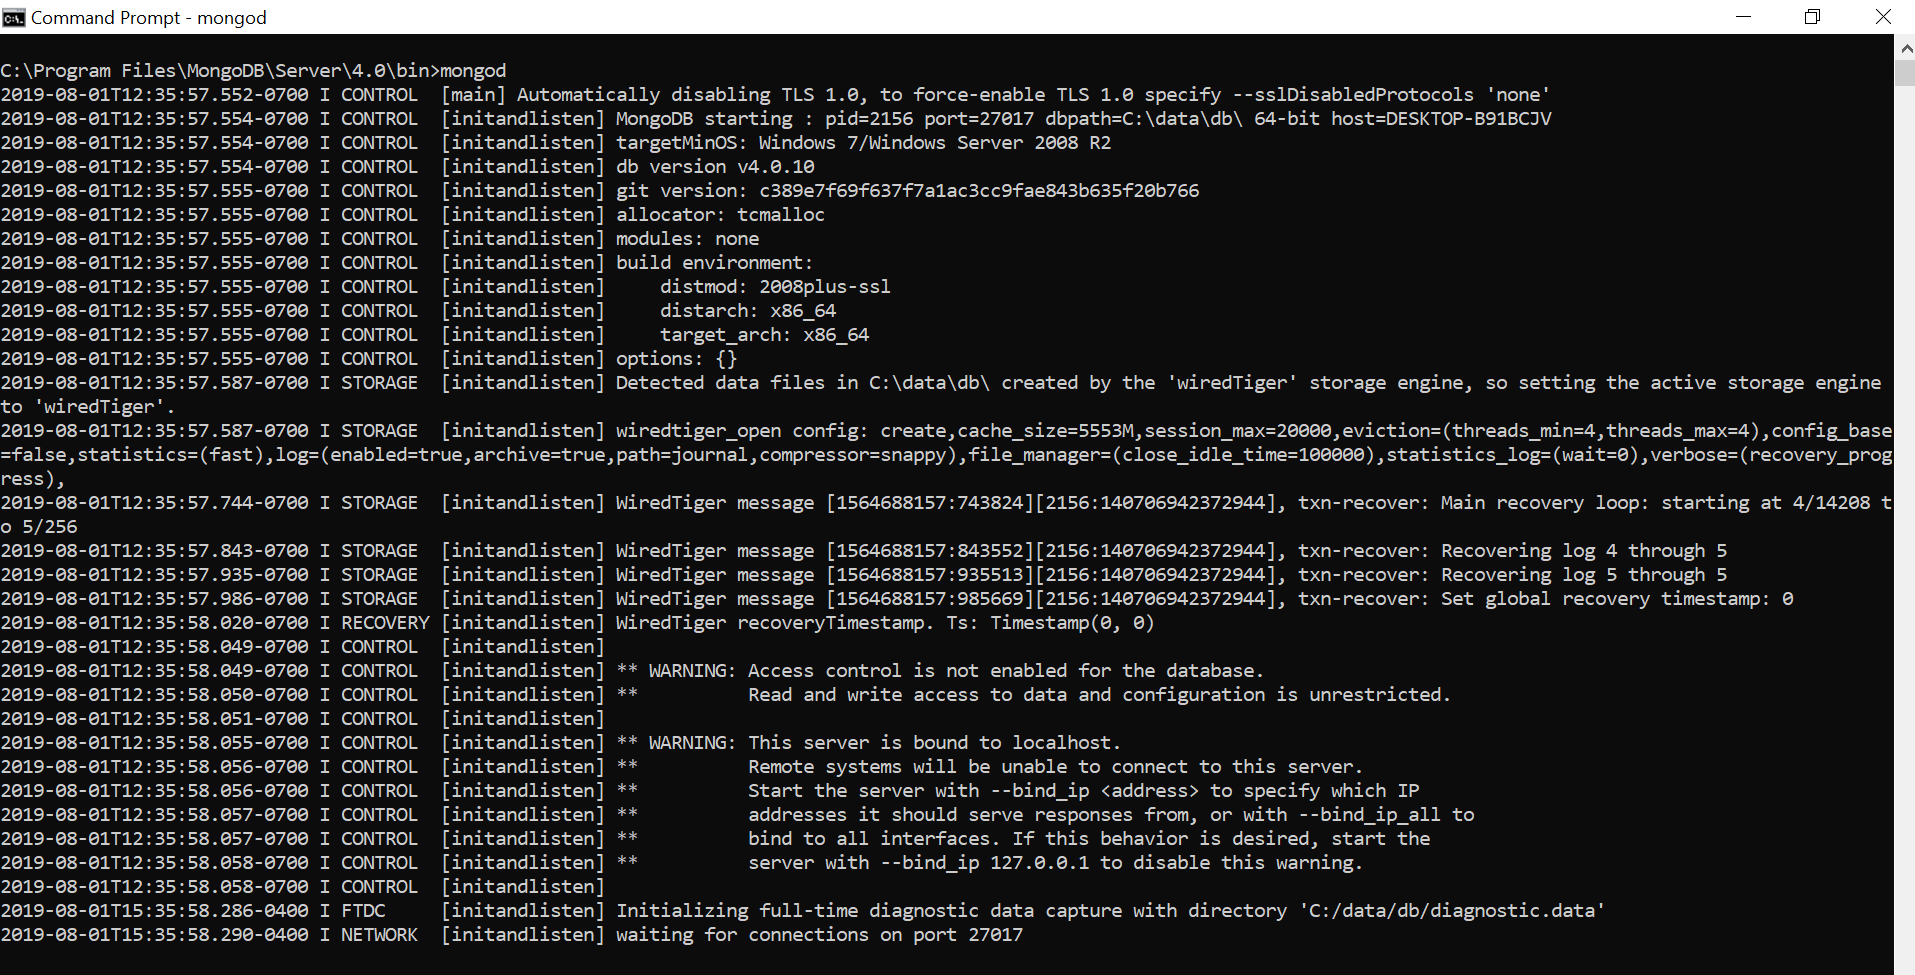 Command Prompt - mongod
C:\Program Files\MongoDB\Server\4.0\bin>mongod
2019-08-01T12:35:57.552-0700 I CONTROL  [main] Automatically disabling TLS 1.0, to force-enable TLS 1.0 specify --sslDisabledProtocols 'none'
2019-08-01T12:35:57.554-0700 I CONTROL  [initandlisten] MongoDB starting : pid=2156 port=27017 dbpath=C:\data\db\ 64-bit host=DESKTOP-B91BCJV
2019-08-01T12:35:57.554-0700 I CONTROL  [initandlisten] targetMinOS: Windows 7/Windows Server 2008 R2
2019-08-01T12:35:57.554-0700 I CONTROL  [initandlisten] db version v4.0.10
2019-08-01T12:35:57.555-0700 I CONTROL  [initandlisten] git version: c389e7f69f637f7a1ac3cc9fae843b635f20b766
2019-08-01T12:35:57.555-0700 I CONTROL  [initandlisten] allocator: tcmalloc
2019-08-01T12:35:57.555-0700 I CONTROL  [initandlisten] modules: none
2019-08-01T12:35:57.555-0700 I CONTROL  [initandlisten] build environment:
2019-08-01T12:35:57.555-0700 I CONTROL  [initandlisten]     distmod: 2008plus-ssl
2019-08-01T12:35:57.555-0700 I CONTROL  [initandlisten]     distarch: x86_64
2019-08-01T12:35:57.555-0700 I CONTROL  [initandlisten]     target_arch: x86_64
2019-08-01T12:35:57.555-0700 I CONTROL  [initandlisten] options: {}
2019-08-01T12:35:57.587-0700 I STORAGE  [initandlisten] Detected data files in C:\data\db\ created by the 'wiredTiger' storage engine, so setting the active storage engine
to 'wiredTiger'.
2019-08-01T12:35:57.587-0700 I STORAGE  [initandlisten] wiredtiger_open config: create,cache_size=5553M,session_max=20000,eviction=(threads_min=4,threads_max=4),config_base
=false,statistics=(fast),log=(enabled=true,archive=true,path=journal,compressor=snappy),file_manager=(close_idle_time=100000),statistics_log=(wait=0),verbose=(recovery_prog
ress),
2019-08-01T12:35:57.744-0700 I STORAGE  [initandlisten] WiredTiger message [1564688157:743824][2156:140706942372944], txn-recover: Main recovery loop: starting at 4/14208 t
o 5/256
2019-08-01T12:35:57.843-0700 I STORAGE  [initandlisten] WiredTiger message [1564688157:843552][2156:140706942372944], txn-recover: Recovering log 4 through 5
2019-08-01T12:35:57.935-0700 I STORAGE  [initandlisten] WiredTiger message [1564688157:935513][2156:140706942372944], txn-recover: Recovering log 5 through 5
2019-08-01T12:35:57.986-0700 I STORAGE  [initandlisten] WiredTiger message [1564688157:985669][2156:140706942372944], txn-recover: Set global recovery timestamp: 0
2019-08-01T12:35:58.020-0700 I RECOVERY [initandlisten] WiredTiger recoveryTimestamp. Ts: Timestamp(0, 0)
2019-08-01T12:35:58.049-0700 I CONTROL  [initandlisten]
2019-08-01T12:35:58.049-0700 I CONTROL  [initandlisten] ** WARNING: Access control is not enabled for the database.
2019-08-01T12:35:58.050-0700 I CONTROL  [initandlisten] **          Read and write access to data and configuration is unrestricted.
2019-08-01T12:35:58.051-0700 I CONTROL  [initandlisten]
2019-08-01T12:35:58.055-0700 I CONTROL  [initandlisten] ** WARNING: This server is bound to localhost.
2019-08-01T12:35:58.056-0700 I CONTROL  [initandlisten] **          Remote systems will be unable to connect to this server.
2019-08-01T12:35:58.056-0700 I CONTROL  [initandlisten] **          Start the server with --bind_ip <address> to specify which IP
2019-08-01T12:35:58.057-0700 I CONTROL  [initandlisten] **          addresses it should serve responses from, or with --bind_ip_all to
2019-08-01T12:35:58.057-0700 I CONTROL  [initandlisten] **          bind to all interfaces. If this behavior is desired, start the
2019-08-01T12:35:58.058-0700 I CONTROL  [initandlisten] **          server with --bind_ip 127.0.0.1 to disable this warning.
2019-08-01T12:35:58.058-0700 I CONTROL  [initandlisten]
2019-08-01T15:35:58.286-0400 I FTDC     [initandlisten] Initializing full-time diagnostic data capture with directory 'C:/data/db/diagnostic.data'
2019-08-01T15:35:58.290-0400 I NETWORK  [initandlisten] waiting for connections on port 27017